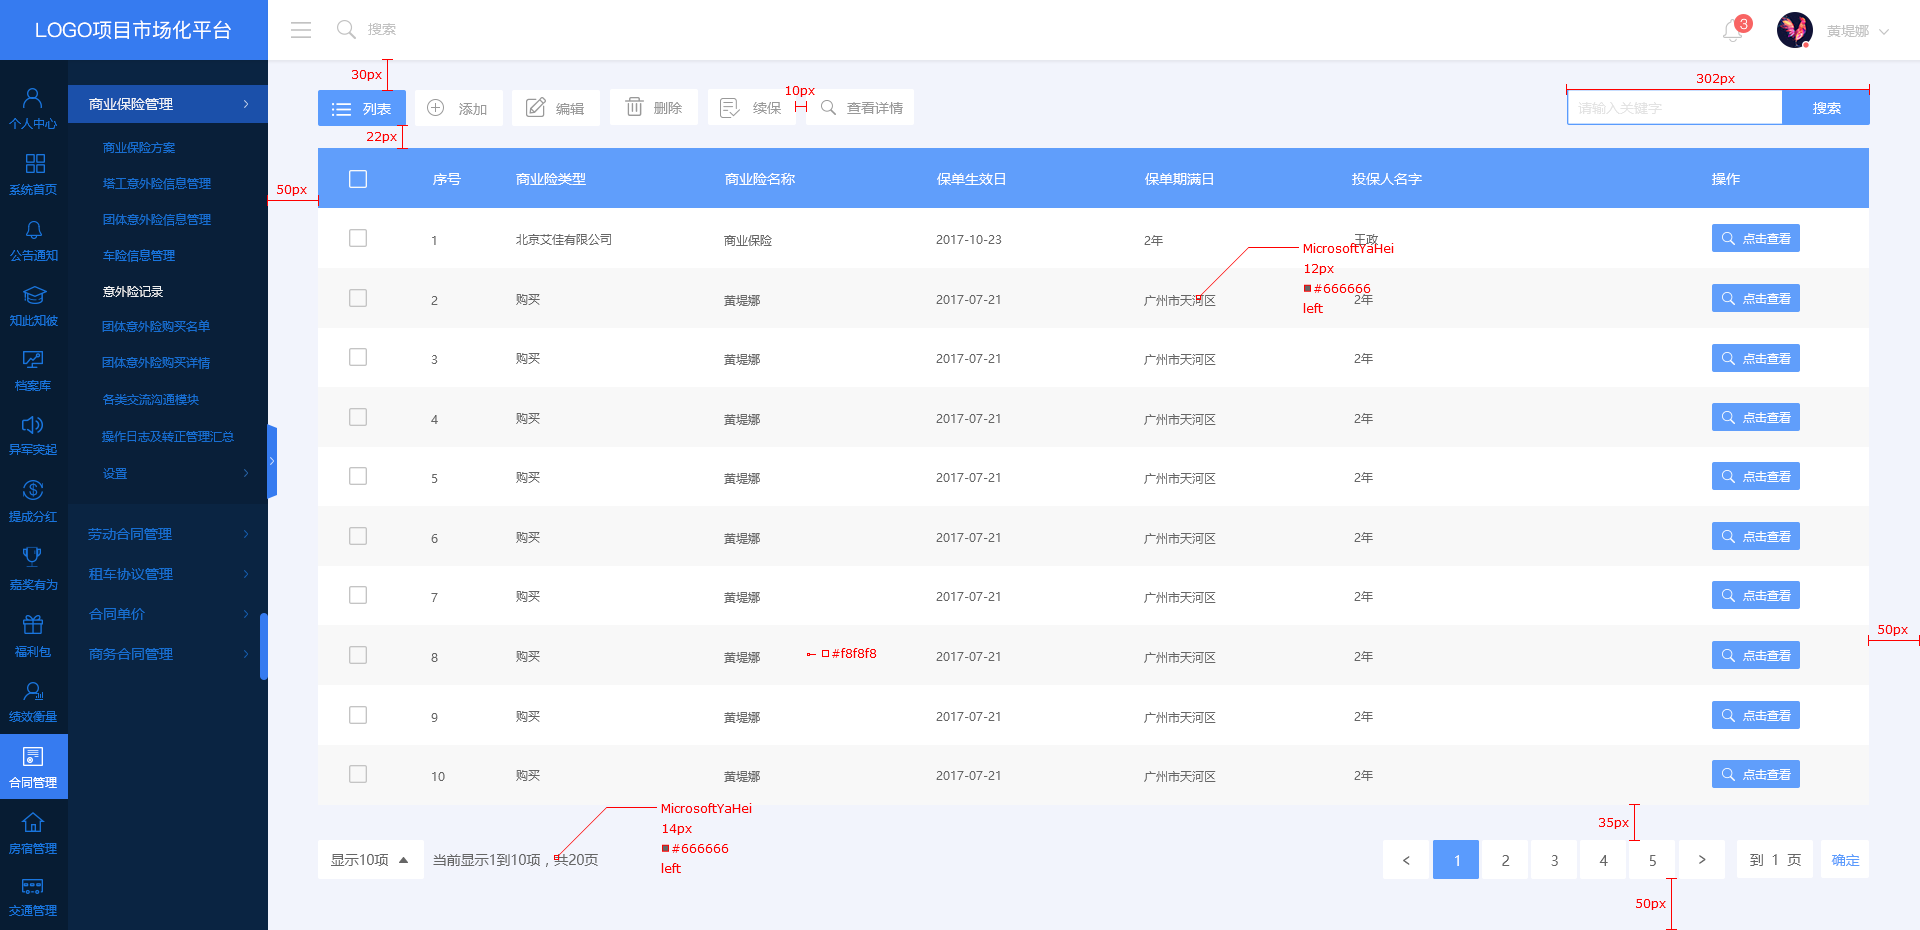 LOGO项目市场化平台
搜索
3
黄堤娜
个人中心
系统首页
公告通知
知此知彼
档案库
异军突起
提成分红
嘉奖有为
福利包
绩效衡量
合同管理
房宿管理
交通管理
商业保险管理
商业保险方案
塔工意外险信息管理
团体意外险信息管理
车险信息管理
意外险记录
团体意外险购买名单
团体意外险购买详情
各类交流沟通模块
操作日志及转正管理汇总
设置
劳动合同管理
租车协议管理
合同单价
商务合同管理
30px
10px
302px
列表 添加 编辑 删除 续保 查看详情
请输入关键字 搜索
22px
50px
序号 商业险类型 商业险名称 保单生效日 保单期满日 投保人名字 操作
1 北京艾佳有限公司 商业保险 2017-10-23 2年 王政 点击查看
MicrosoftYaHei
12px
#666666
left
2 购买 黄堤娜 2017-07-21 广州市天河区 2年 点击查看
3 购买 黄堤娜 2017-07-21 广州市天河区 2年 点击查看
4 购买 黄堤娜 2017-07-21 广州市天河区 2年 点击查看
5 购买 黄堤娜 2017-07-21 广州市天河区 2年 点击查看
6 购买 黄堤娜 2017-07-21 广州市天河区 2年 点击查看
7 购买 黄堤娜 2017-07-21 广州市天河区 2年 点击查看
50px
8 购买 黄堤娜 #f8f8f8 2017-07-21 广州市天河区 2年 点击查看
9 购买 黄堤娜 2017-07-21 广州市天河区 2年 点击查看
10 购买 黄堤娜 2017-07-21 广州市天河区 2年 点击查看
MicrosoftYaHei
14px
#666666
left
35px
显示10项 当前显示1到10项，共20页
< 1 2 3 4 5 > 到 1 页 确定
50px